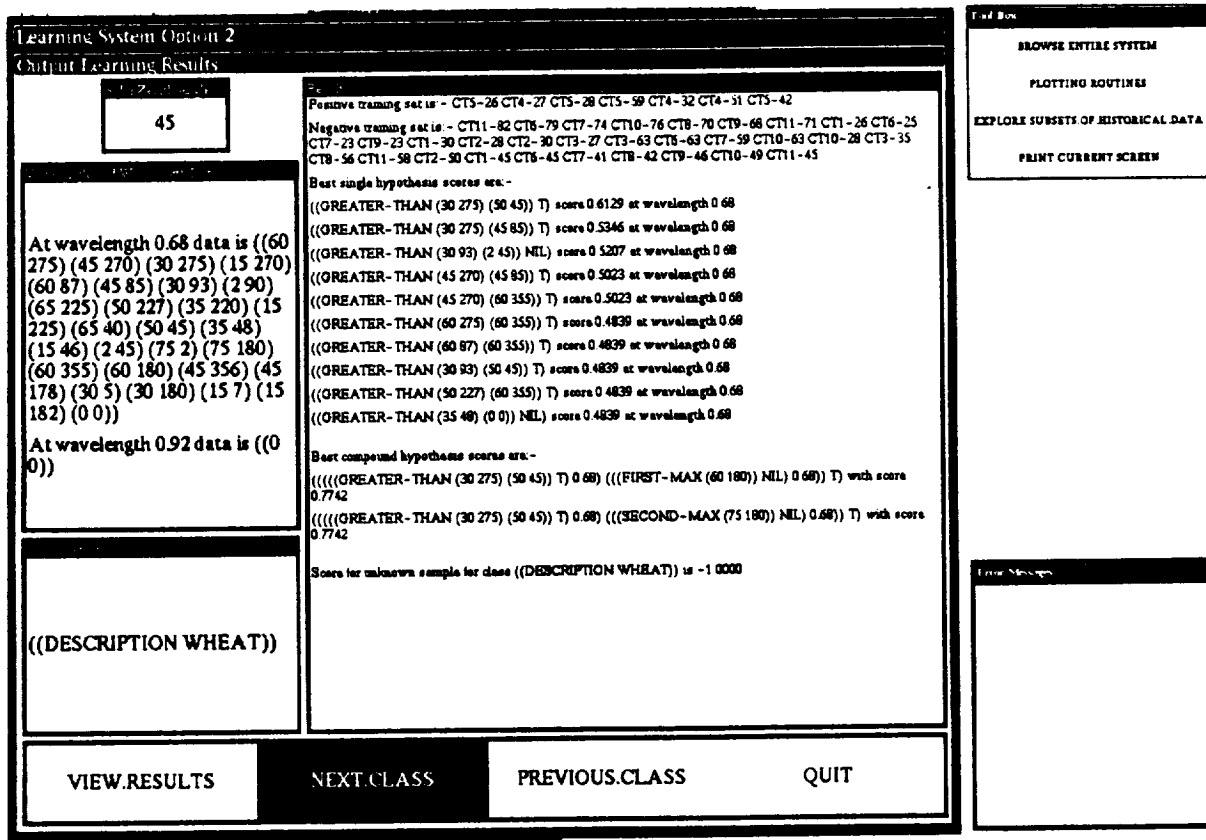 Learning System Option 2
Output Learning Results
45
At wavelength 0.68 data is ((60
275) (45 270) (30 275) (15 270)
(60 87) (45 85) (30 93) (2 90)
(65 225) (50 227) (35 220) (15
225) (65 40) (50 45) (35 48)
(15 46) (2 45) (75 2) (75 180)
(60 355) (60 180) (45 356) (45
178) (30 5) (30 180) (15 7) (15
182) (0 0))
At wavelength 0.92 data is ((0
0))
((DESCRIPTION WHEAT))
Positive training set is:- CT5-26 CT4-27 CT5-28 CT5-59 CT4-32 CT4-51 CT5-42
Negative training set is:- CT11-82 CT6-79 CT7-74 CT10-76 CT8-70 CT9-68 CT11-71 CT1-26 CT6-25
CT7-23 CT9-23 CT1-30 CT2-28 CT2-30 CT3-27 CT3-63 CT6-63 CT7-59 CT10-63 CT10-28 CT3-35
CT8-56 CT11-58 CT2-50 CT1-45 CT6-45 CT7-41 CT8-42 CT9-46 CT10-49 CT11-45
Best single hypothesis scores are:-
((GREATER-THAN (30 275) (50 45)) T) score 0.6129 at wavelength 0.68
((GREATER-THAN (30 275) (45 85)) T) score 0.5346 at wavelength 0.68
((GREATER-THAN (30 93) (2 45)) NIL) score 0.5207 at wavelength 0.68
((GREATER-THAN (45 270) (45 85)) T) score 0.5023 at wavelength 0.68
((GREATER-THAN (45 270) (60 355)) T) score 0.5023 at wavelength 0.68
((GREATER-THAN (60 275) (60 355)) T) score 0.4839 at wavelength 0.68
((GREATER-THAN (60 87) (60 355)) T) score 0.4839 at wavelength 0.68
((GREATER-THAN (30 93) (50 45)) T) score 0.4839 at wavelength 0.68
((GREATER-THAN (50 227) (60 355)) T) score 0.4839 at wavelength 0.68
((GREATER-THAN (35 48) (0 0)) NIL) score 0.4839 at wavelength 0.68
Best compound hypothesis scores are:-
(((((GREATER-THAN (30 275) (50 45)) T) 0.68) (((FIRST-MAX (60 180)) NIL) 0.68)) T) with score
0.7742
(((((GREATER-THAN (30 275) (50 45)) T) 0.68) (((SECOND-MAX (75 180)) NIL) 0.68)) T) with score
0.7742
Score for unknown sample for class ((DESCRIPTION WHEAT)) is -1.0000
VIEW.RESULTS NEXT.CLASS PREVIOUS.CLASS QUIT
Tool Box
BROWSE ENTIRE SYSTEM
PLOTTING ROUTINES
EXPLORE SUBSETS.OF.HISTORICAL.DATA
PRINT CURRENT SCREEN
Error Messages